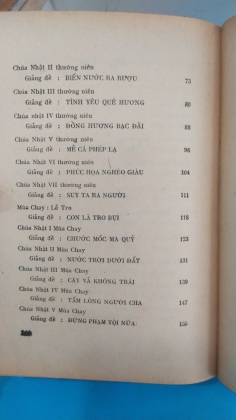 Chúa Nhật II thường niên
Giảng đề : BIẾN NƯỚC RA RƯỢU 73
Chúa Nhật III thường niên
Giảng đề : TÌNH YÊU QUÊ HƯƠNG 80
Chúa nhật IV thường niên
Giảng đề : ĐỒNG HƯƠNG BẠC ĐÃI 88
Chúa Nhật V thường niên
Giảng đề : MẺ CÁ PHÉP LẠ 96
Chúa Nhật VI thường niên
Giảng đề : PHÚC HỌA NGHÈO GIÀU 104
Chúa Nhật VII thường niên
Giảng đề : SUY TA RA NGƯỜI 111
Mùa Chay : Lễ Tro
Giảng đề : CON LÀ TRO BỤI 118
Chúa Nhật I Mùa Chay
Giảng đề : CHƯỚC MÓC MA QUỶ 123
Chúa Nhật II Mùa Chay
Giảng đề : NƯỚC TRỜI DƯỚI ĐẤT 131
Chúa Nhật III Mùa Chay
Giảng đề : CÂY VẢ KHÔNG TRÁI 139
Chúa Nhật IV Mùa Chay
Giảng đề : TẤM LÒNG NGƯỜI CHA 147
Chúa Nhật V Mùa Chay
Giảng đề : ĐỪNG PHẠM TỘI NỮA 155